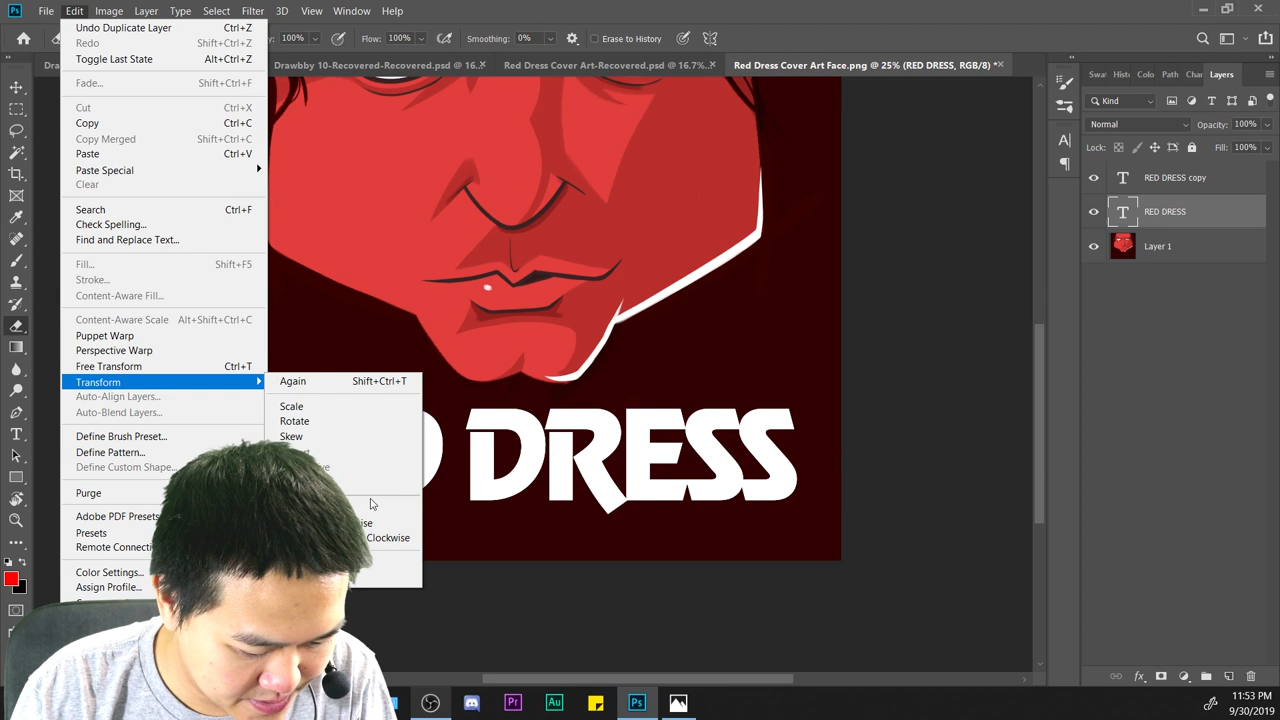 Ps File Edit Image Layer Type Select Filter 3D View Window Help
100% Flow: 100% Smoothing: 0% Erase to History
Drawbby 10-Recovered-Recovered.psd @ 16... Red Dress Cover Art-Recovered.psd @ 16.7%... Red Dress Cover Art Face.png @ 25% (RED DRESS, RGB/8) *
Undo Duplicate Layer Ctrl+Z
Redo Shift+Ctrl+Z
Toggle Last State Alt+Ctrl+Z
Fade... Shift+Ctrl+F
Cut Ctrl+X
Copy Ctrl+C
Copy Merged Shift+Ctrl+C
Paste Ctrl+V
Paste Special
Clear
Search Ctrl+F
Check Spelling...
Find and Replace Text...
Fill... Shift+F5
Stroke...
Content-Aware Fill...
Content-Aware Scale Alt+Shift+Ctrl+C
Puppet Warp
Perspective Warp
Free Transform Ctrl+T
Transform
Auto-Align Layers...
Auto-Blend Layers...
Define Brush Preset...
Define Pattern...
Define Custom Shape...
Purge
Adobe PDF Presets
Presets
Remote Connecti
Color Settings...
Assign Profile...
Again Shift+Ctrl+T
Scale
Rotate
Skew
Clockwise
D DRESS
Swa Hist Colo Path Cha Layers
Kind
Normal Opacity: 100%
Lock: Fill: 100%
T RED DRESS copy
T RED DRESS
Layer 1
Pr Au Ps
11:53 PM
9/30/2019